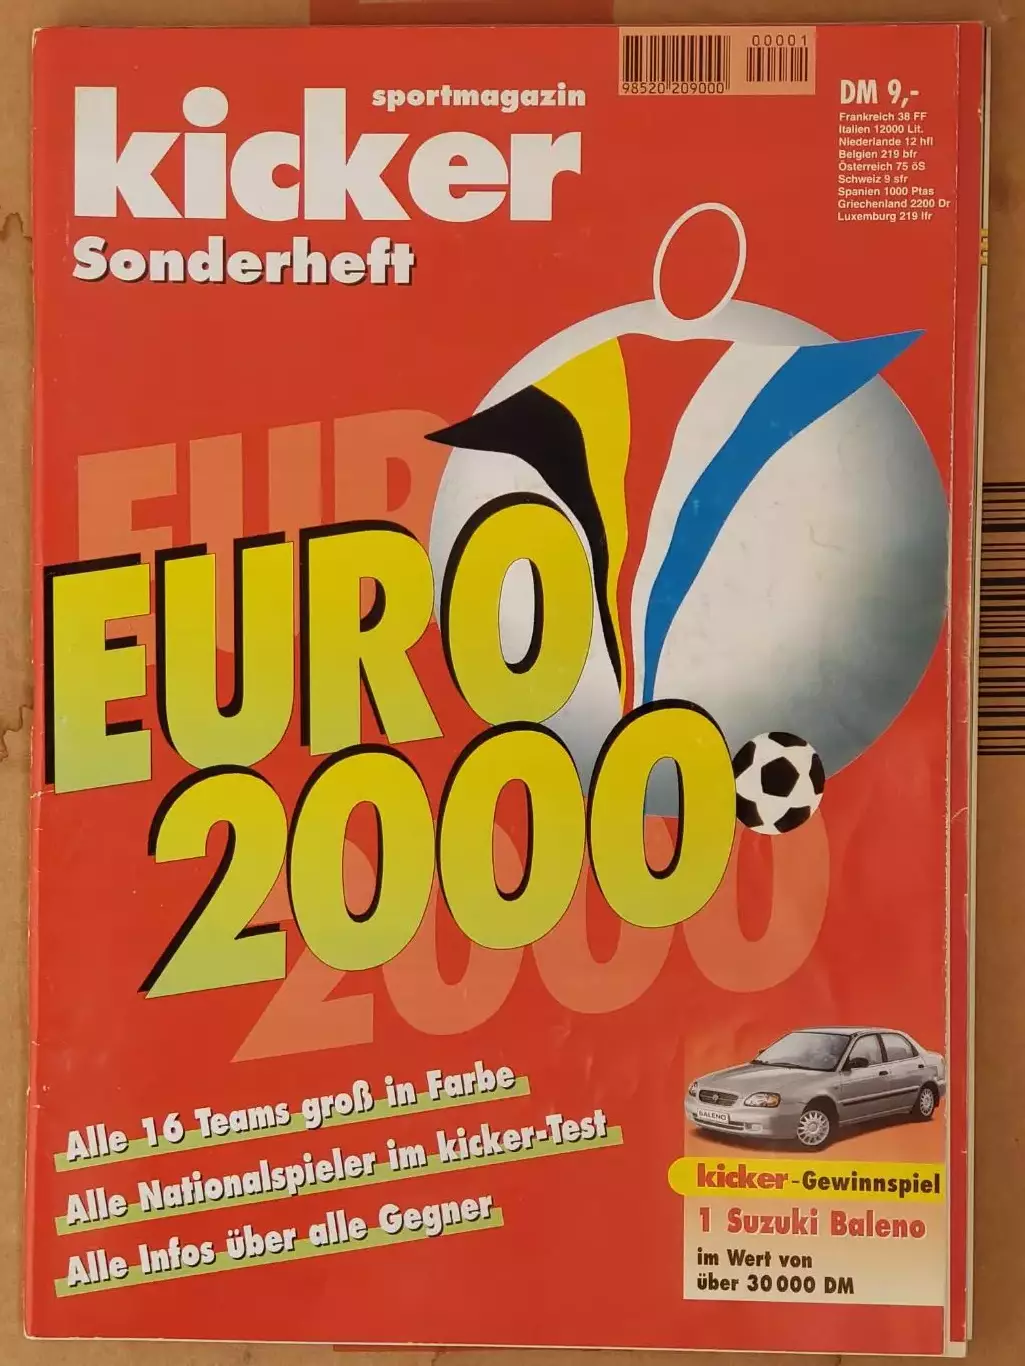 00001
98520 209000
sportmagazin
kicker
Sonderheft
DM 9,-
Frankreich 38 FF
Italien 12000 Lit.
Niederlande 12 hfl
Belgien 219 bfr
Österreich 75 öS
Schweiz 9 sfr
Spanien 1000 Ptas
Griechenland 2200 Dr
Luxemburg 219 lfr
EURO
2000
EURO
2000
Alle 16 Teams groß in Farbe
Alle Nationalspieler im kicker-Test
Alle Infos über alle Gegner
BALENO
kicker-Gewinnspiel
1 Suzuki Baleno
im Wert von
über 30 000 DM